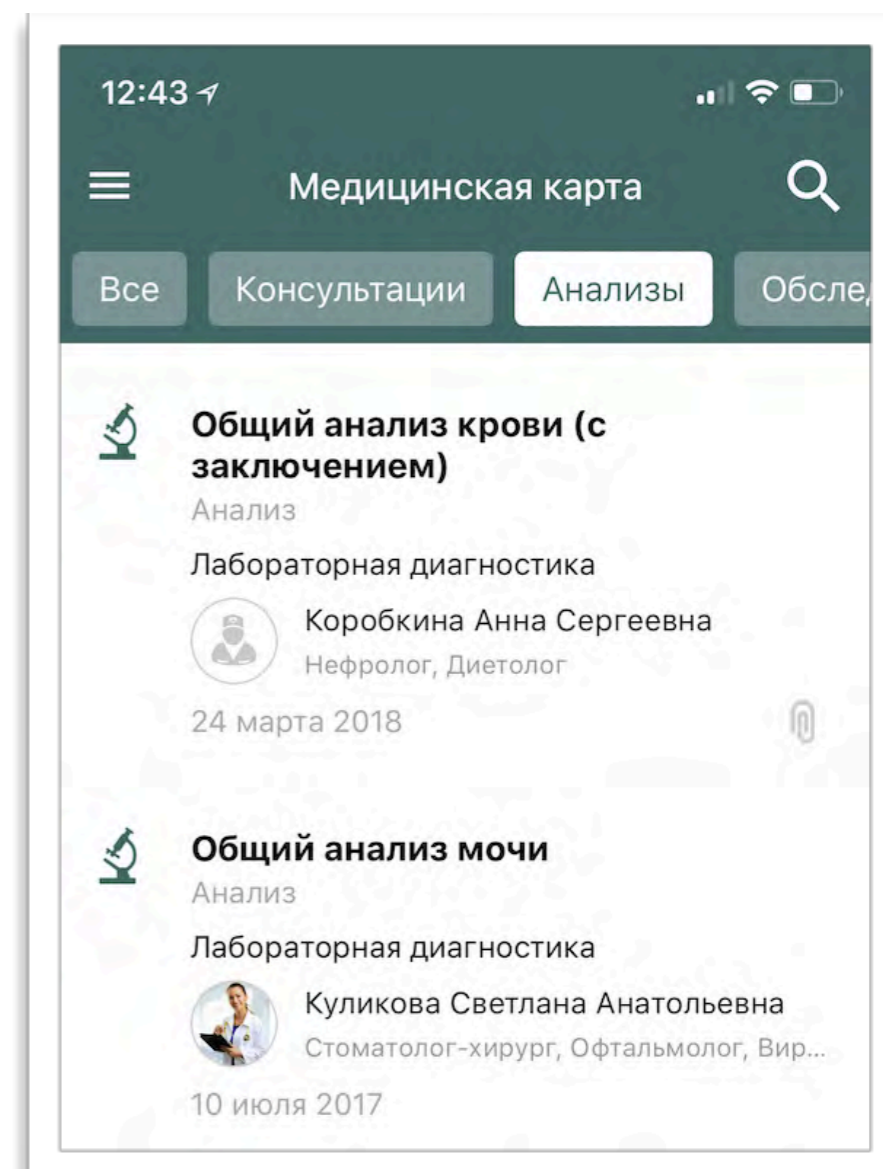 12:43
Медицинская карта
Все Консультации Анализы Обслед
Общий анализ крови (с
заключением)
Анализ
Лабораторная диагностика
Коробкина Анна Сергеевна
Нефролог, Диетолог
24 марта 2018
Общий анализ мочи
Анализ
Лабораторная диагностика
Куликова Светлана Анатольевна
Стоматолог-хирург, Офтальмолог, Вир...
10 июля 2017